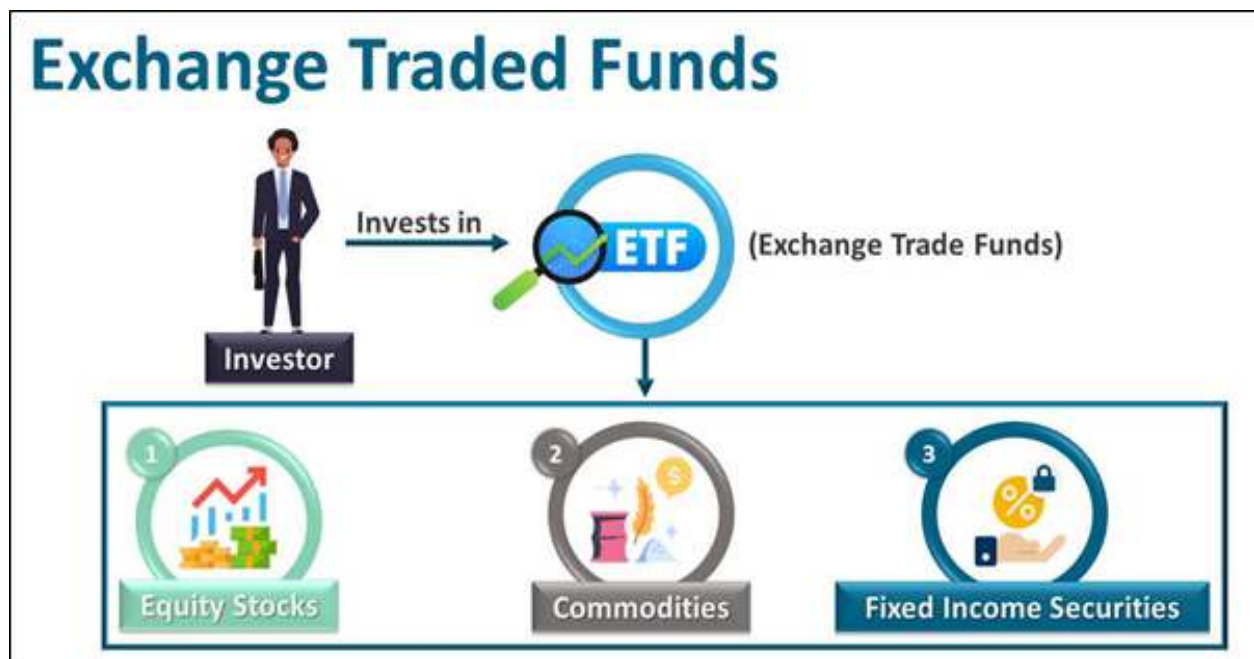 Exchange Traded Funds
Invests in
ETF
(Exchange Trade Funds)
Investor
1
2
$
3
%
Equity Stocks
Commodities
Fixed Income Securities